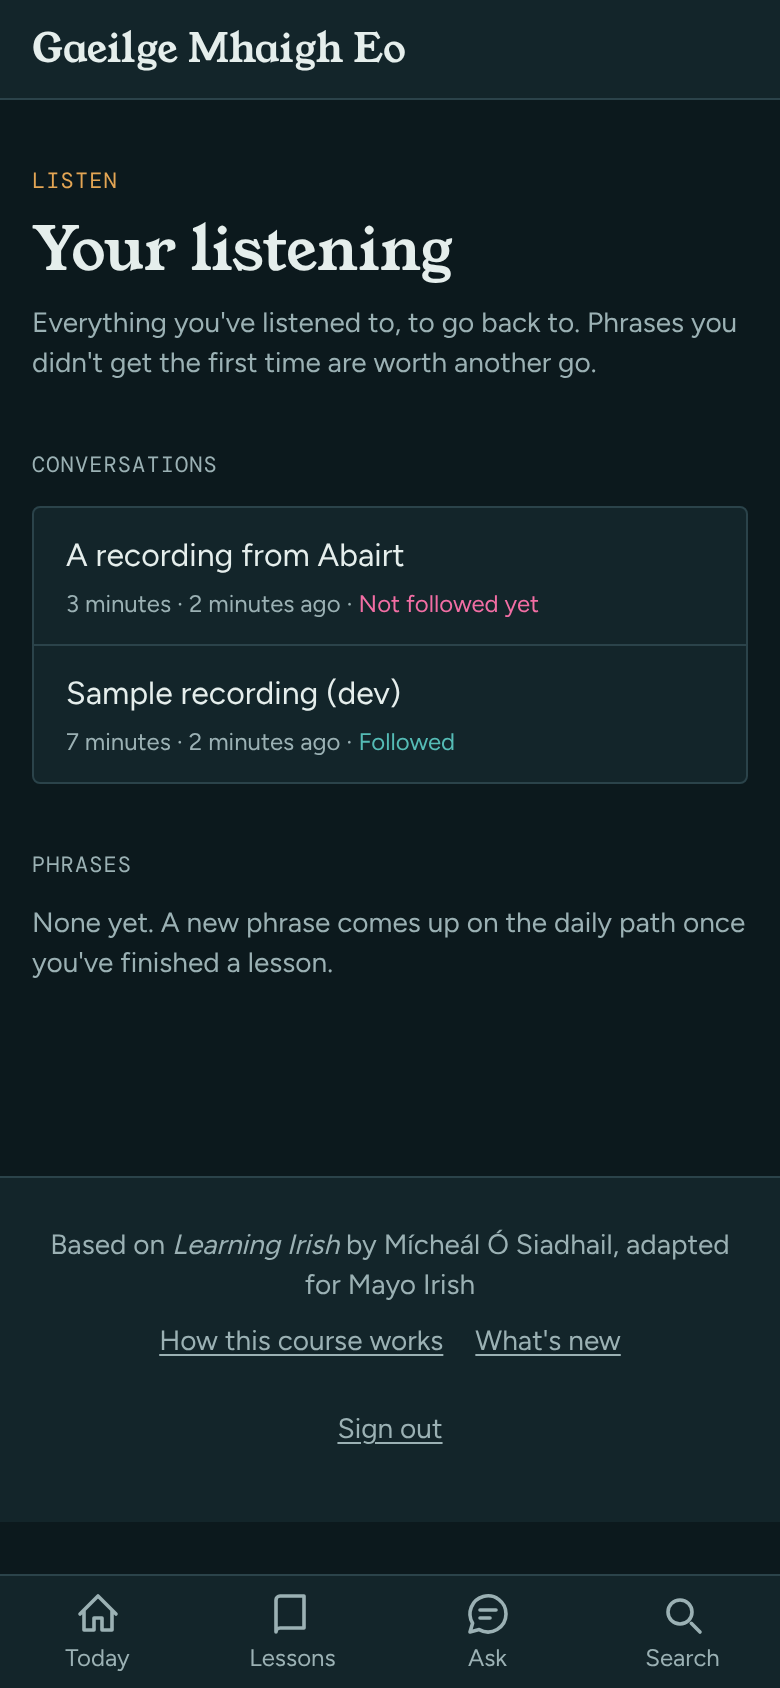 Gaeilge Mhaigh Eo
LISTEN
Your listening
Everything you've listened to, to go back to. Phrases you
didn't get the first time are worth another go.
CONVERSATIONS
A recording from Abairt
3 minutes · 2 minutes ago · Not followed yet
Sample recording (dev)
7 minutes · 2 minutes ago · Followed
PHRASES
None yet. A new phrase comes up on the daily path once
you've finished a lesson.
Based on Learning Irish by Mícheál Ó Siadhail, adapted
for Mayo Irish
How this course works What's new
Sign out
Today Lessons Ask Search